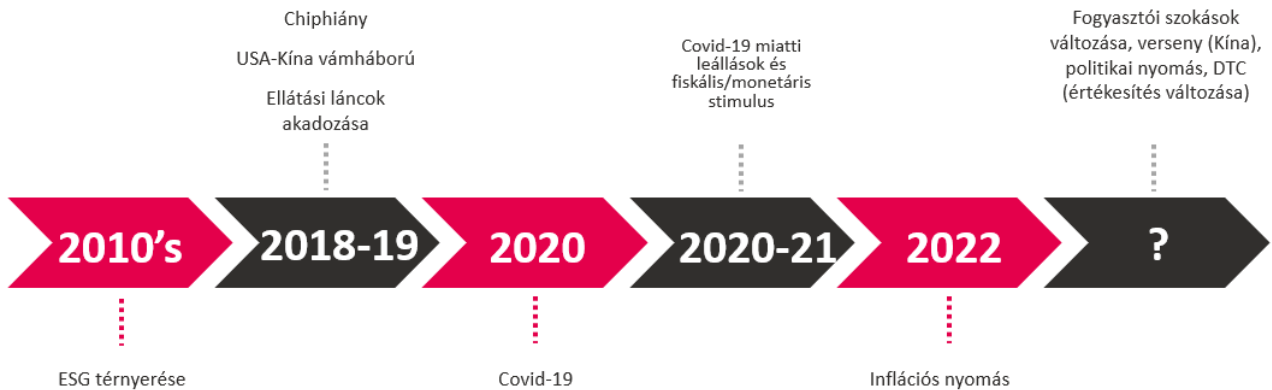 Chiphiány
USA-Kína vámháború
Ellátási láncok
akadozása
Covid-19 miatti
leállások és
fiskális/monetáris
stimulus
Fogyasztói szokások
változása, verseny (Kína),
politikai nyomás, DTC
(értékesítés változása)
2010’s
2018-19
2020
2020-21
2022
?
ESG térnyerése
Covid-19
Inflációs nyomás